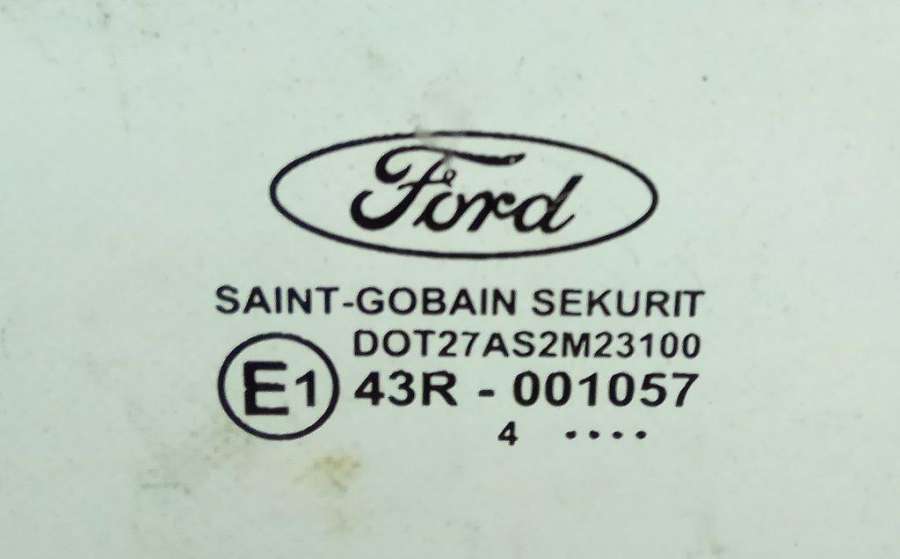 Ford
SAINT-GOBAIN SEKURIT
DOT27AS2M23100
E1 43R - 001057
4 ....